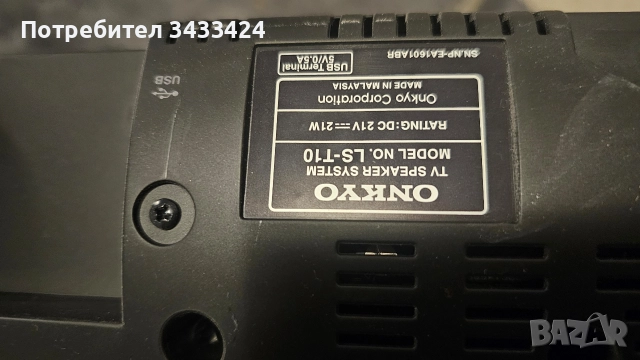 Потребител 3433424
ONKYO
TV SPEAKER SYSTEM
MODEL NO. LS-T10
RATING: DC 21V ⎓ 21W
Onkyo Corporation
MADE IN MALAYSIA
USB Terminal
5V/0.5A
SN:NP-EA1601ABR
USB
BAZAR